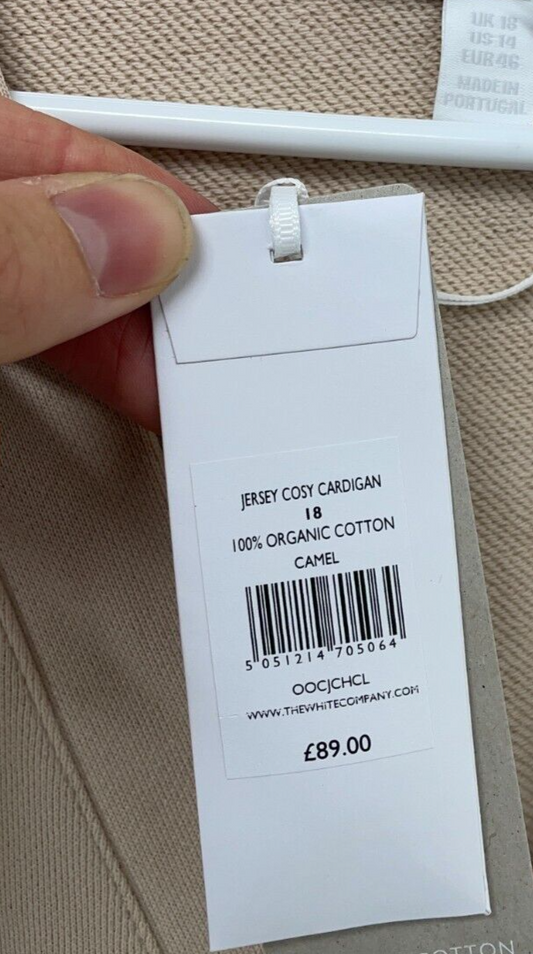 UK 18
US 14
EUR 46
MADE IN
PORTUGAL
JERSEY COSY CARDIGAN
18
100% ORGANIC COTTON
CAMEL
5 051214 705064
OOCJCHCL
WWW.THEWHITECOMPANY.COM
£89.00
COTTON